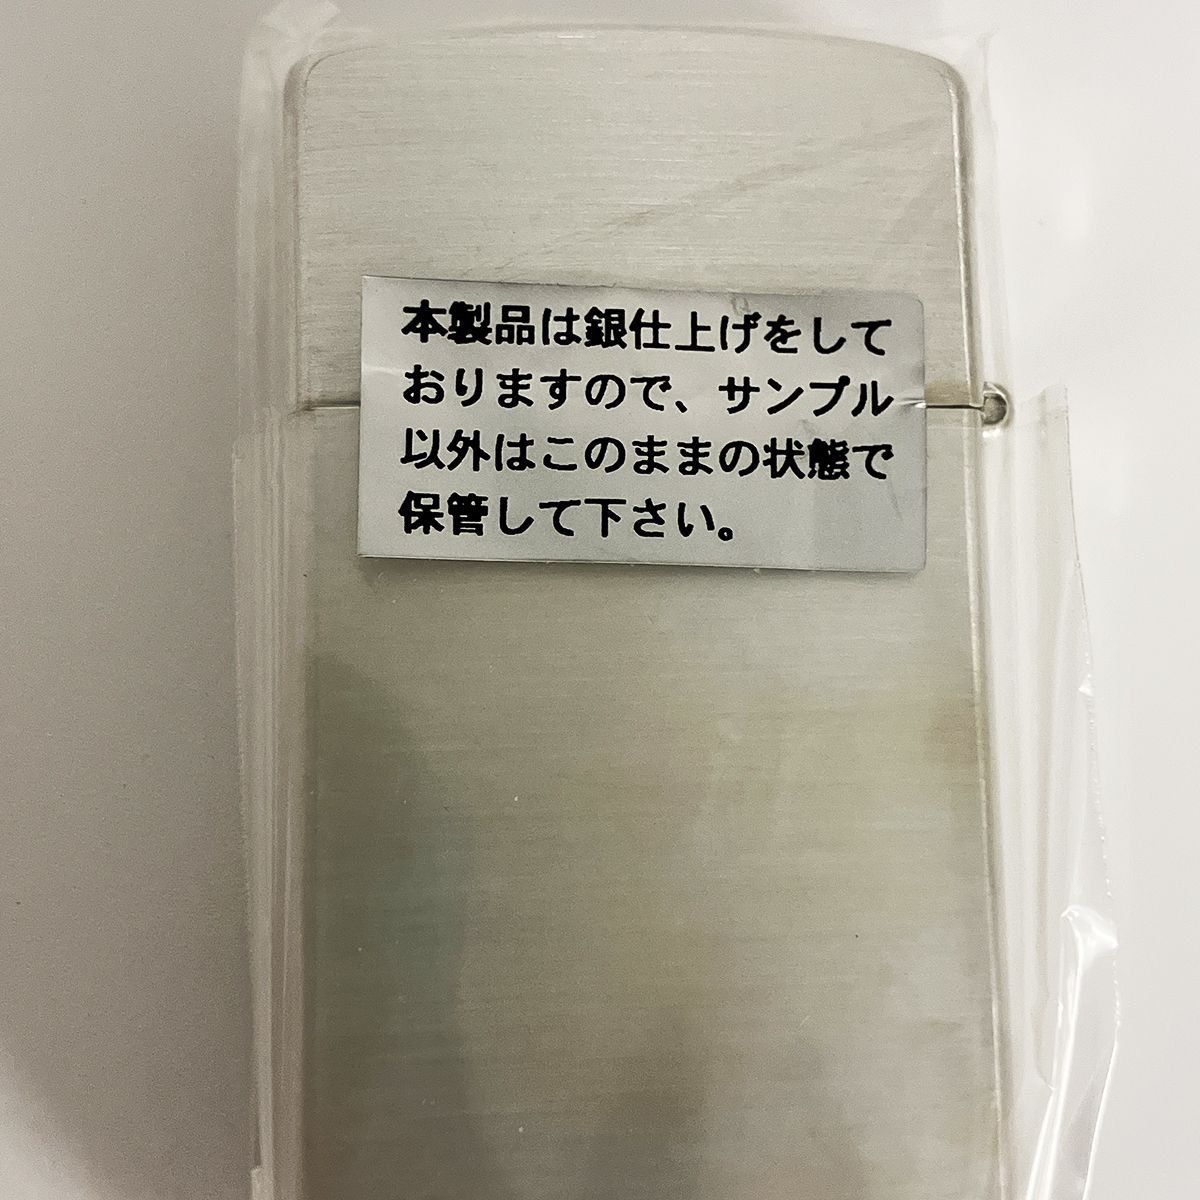 本製品は銀仕上げをして
おりますので、サンプル
以外はこのままの状態で
保管して下さい。